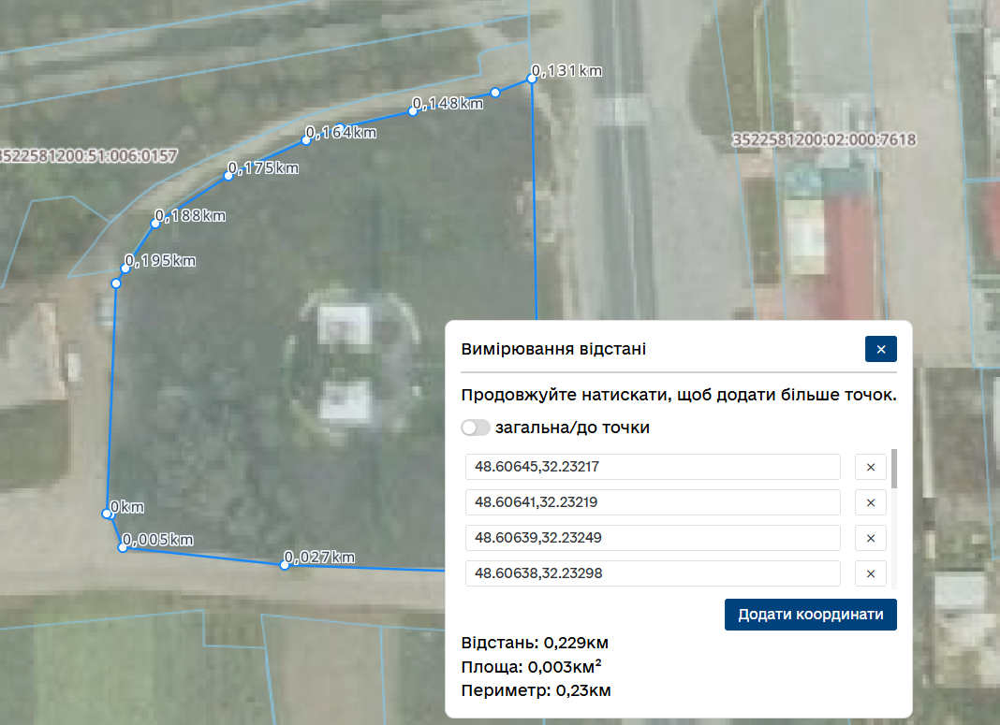 0,131km
0,148km
0,164km
3522581200:02:000:7618
3522581200:51:006:0157
0,175km
0,188km
0,195km
Вимірювання відстані
Продовжуйте натискати, щоб додати більше точок.
загальна/до точки
48.60645,32.23217
48.60641,32.23219
0km
0,005km
48.60639,32.23249
0,027km
48.60638,32.23298
Додати координати
Відстань: 0,229км
Площа: 0,003км²
Периметр: 0,23км